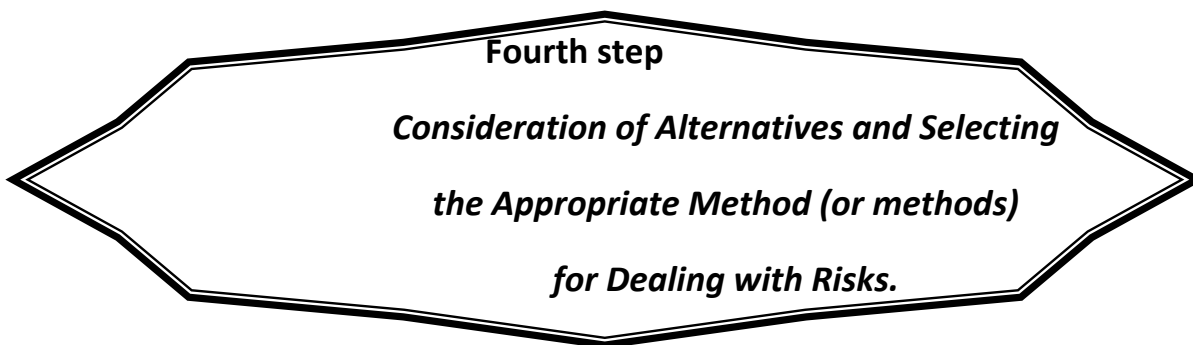 Fourth step
Consideration of Alternatives and Selecting
the Appropriate Method (or methods)
for Dealing with Risks.